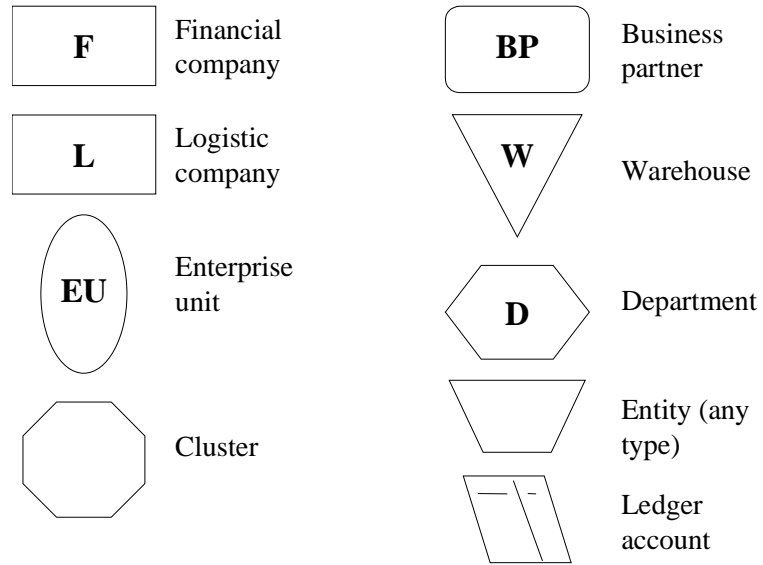 F
Financial
company
L
Logistic
company
EU
Enterprise
unit
Cluster
BP
Business
partner
W
Warehouse
D
Department
Entity (any
type)
Ledger
account